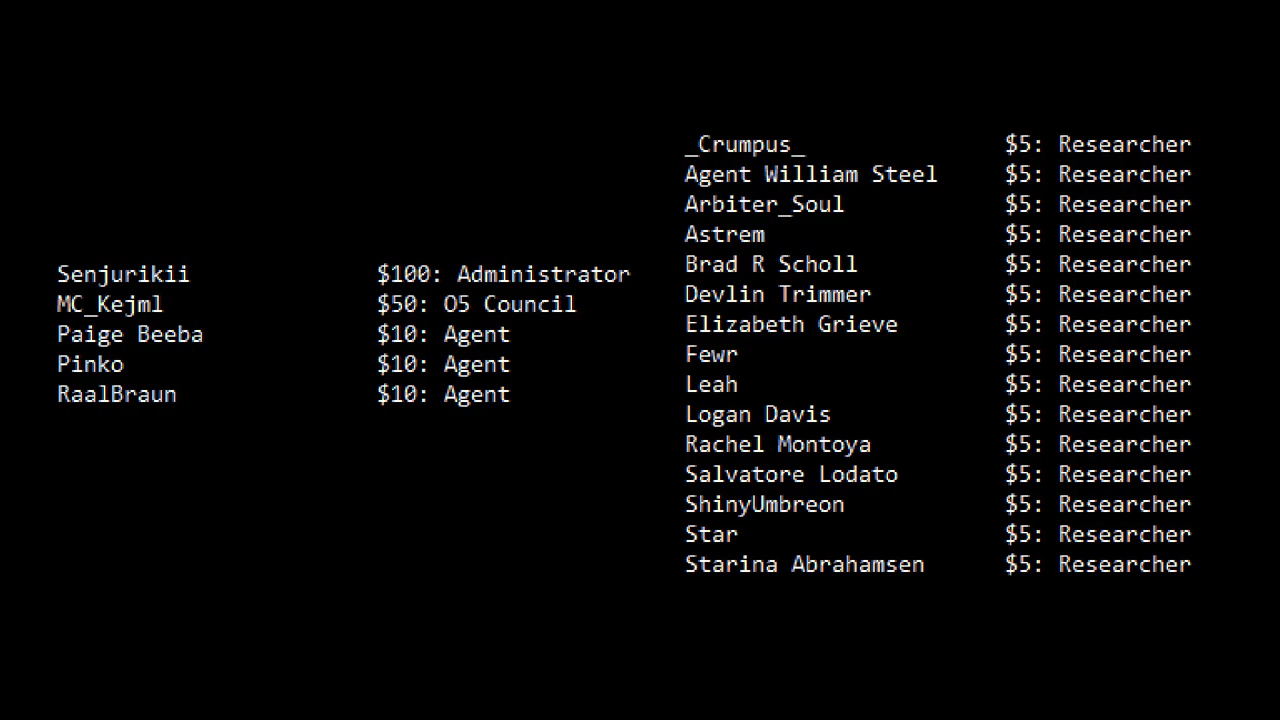 Senjurikii $100: Administrator
MC_Kejml $50: O5 Council
Paige Beeba $10: Agent
Pinko $10: Agent
RaalBraun $10: Agent
_Crumpus_ $5: Researcher
Agent William Steel $5: Researcher
Arbiter_Soul $5: Researcher
Astrem $5: Researcher
Brad R Scholl $5: Researcher
Devlin Trimmer $5: Researcher
Elizabeth Grieve $5: Researcher
Fewr $5: Researcher
Leah $5: Researcher
Logan Davis $5: Researcher
Rachel Montoya $5: Researcher
Salvatore Lodato $5: Researcher
ShinyUmbreon $5: Researcher
Star $5: Researcher
Starina Abrahamsen $5: Researcher